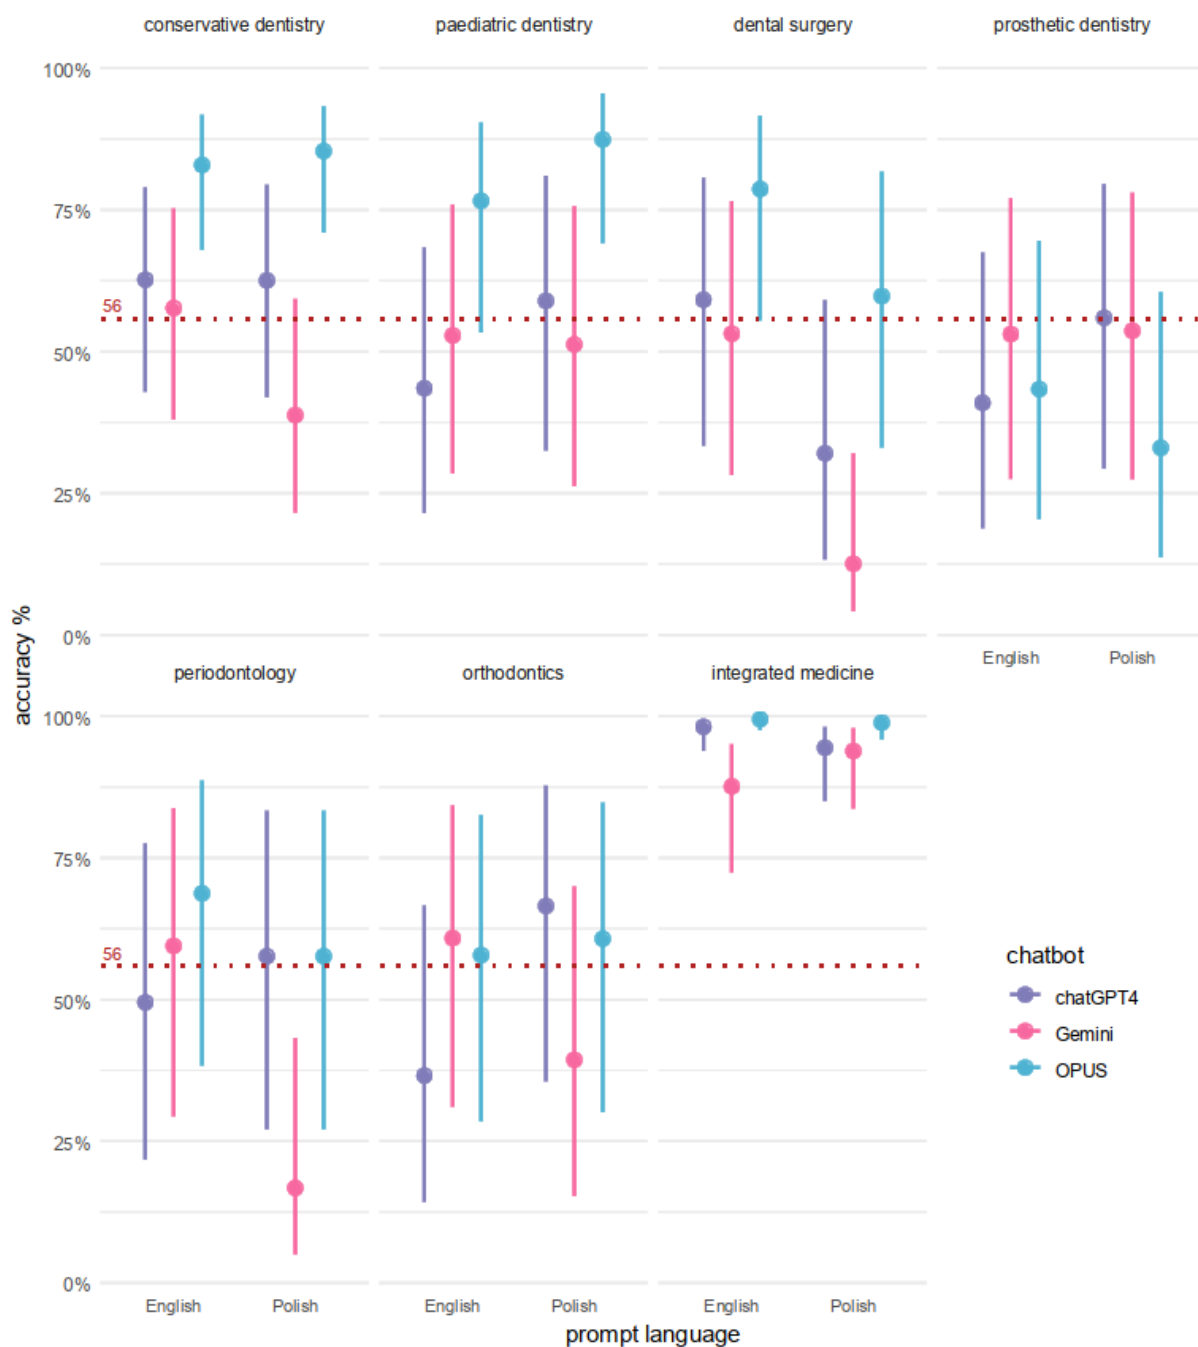 conservative dentistry paediatric dentistry dental surgery prosthetic dentistry
100%
75%
56
50%
25%
0%
English Polish
periodontology orthodontics integrated medicine
accuracy %
100%
75%
56
50%
25%
0%
English Polish English Polish English Polish
prompt language
chatbot
chatGPT4
Gemini
OPUS